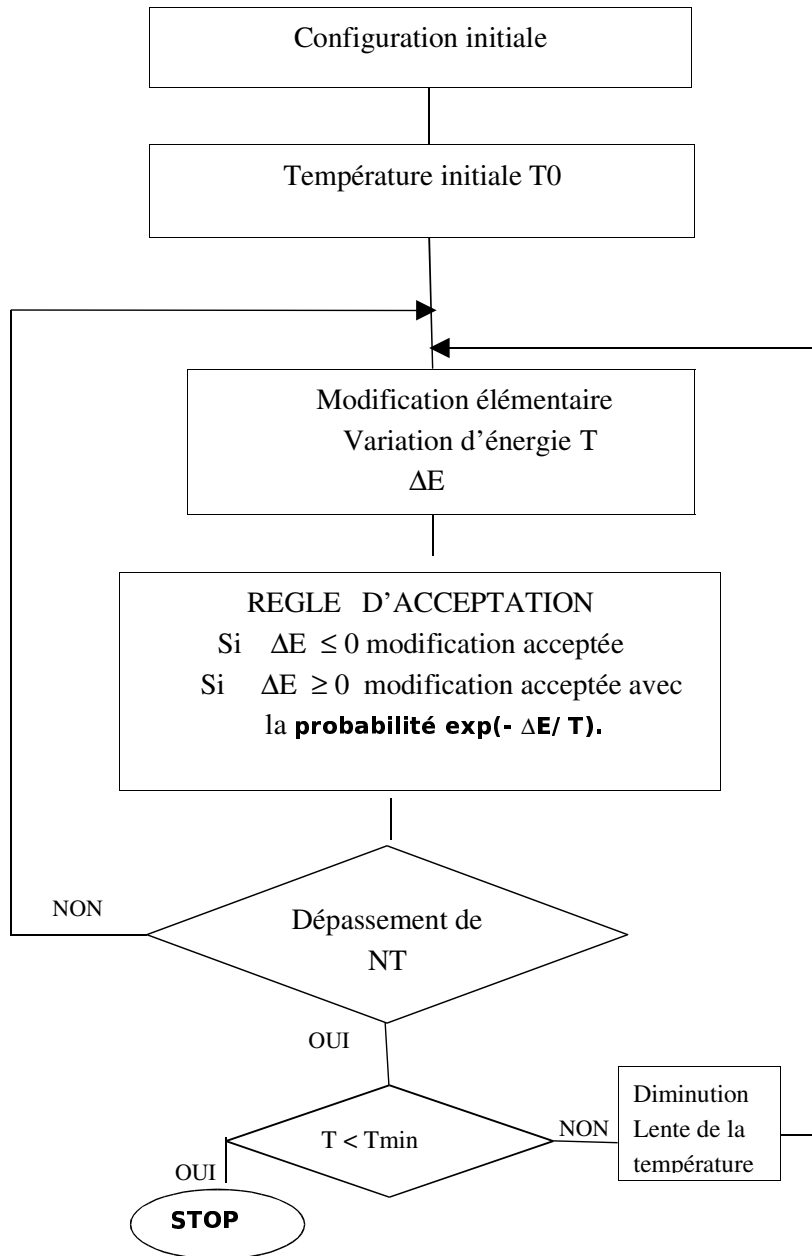 Configuration initiale
Température initiale T0
Modification élémentaire
Variation d'énergie T
ΔE
REGLE D'ACCEPTATION
Si ΔE ≤ 0 modification acceptée
Si ΔE ≥ 0 modification acceptée avec
la probabilité exp(- ΔE/ T).
NON
Dépassement de
NT
OUI
T < Tmin
NON
Diminution
Lente de la
température
OUI
STOP